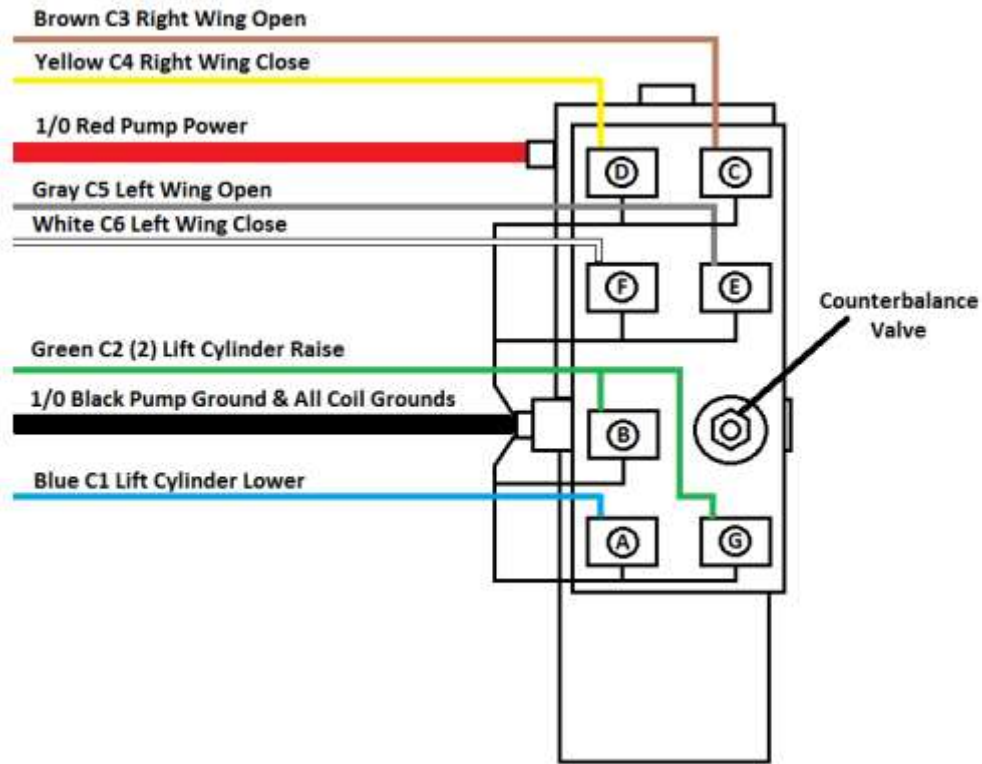 Brown C3 Right Wing Open
Yellow C4 Right Wing Close
1/0 Red Pump Power
D
C
Gray C5 Left Wing Open
White C6 Left Wing Close
F
E
Counterbalance
Valve
Green C2 (2) Lift Cylinder Raise
1/0 Black Pump Ground & All Coil Grounds
B
Blue C1 Lift Cylinder Lower
A
G